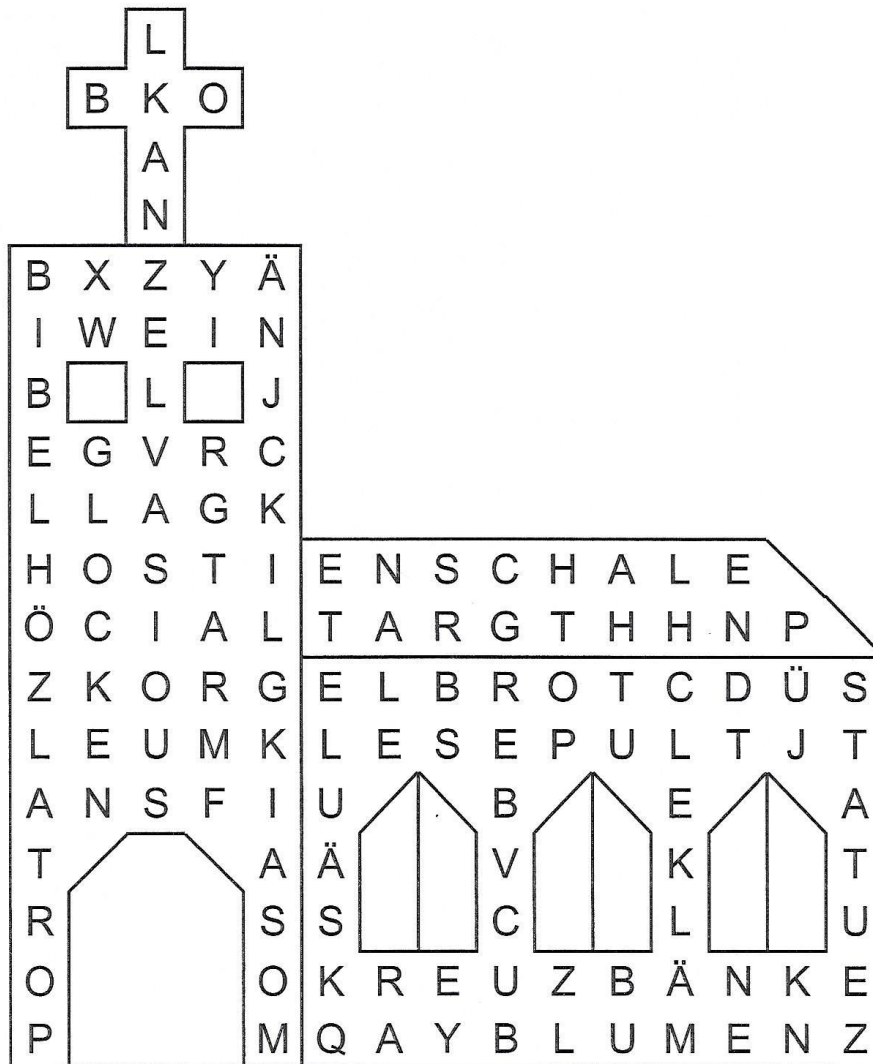 L
B K O
A
N
B X Z Y Ä
I W E I N
B L J
E G V R C
L L A G K
H O S T I E N S C H A L E
Ö C I A L T A R G T H H N P
Z K O R G E L B R O T C D Ü S
L E U M K L E S E P U L T J T
A N S F I U B E A
T A Ä V K T
R S S C L U
O O K R E U Z B Ä N K E
P M Q A Y B L U M E N Z